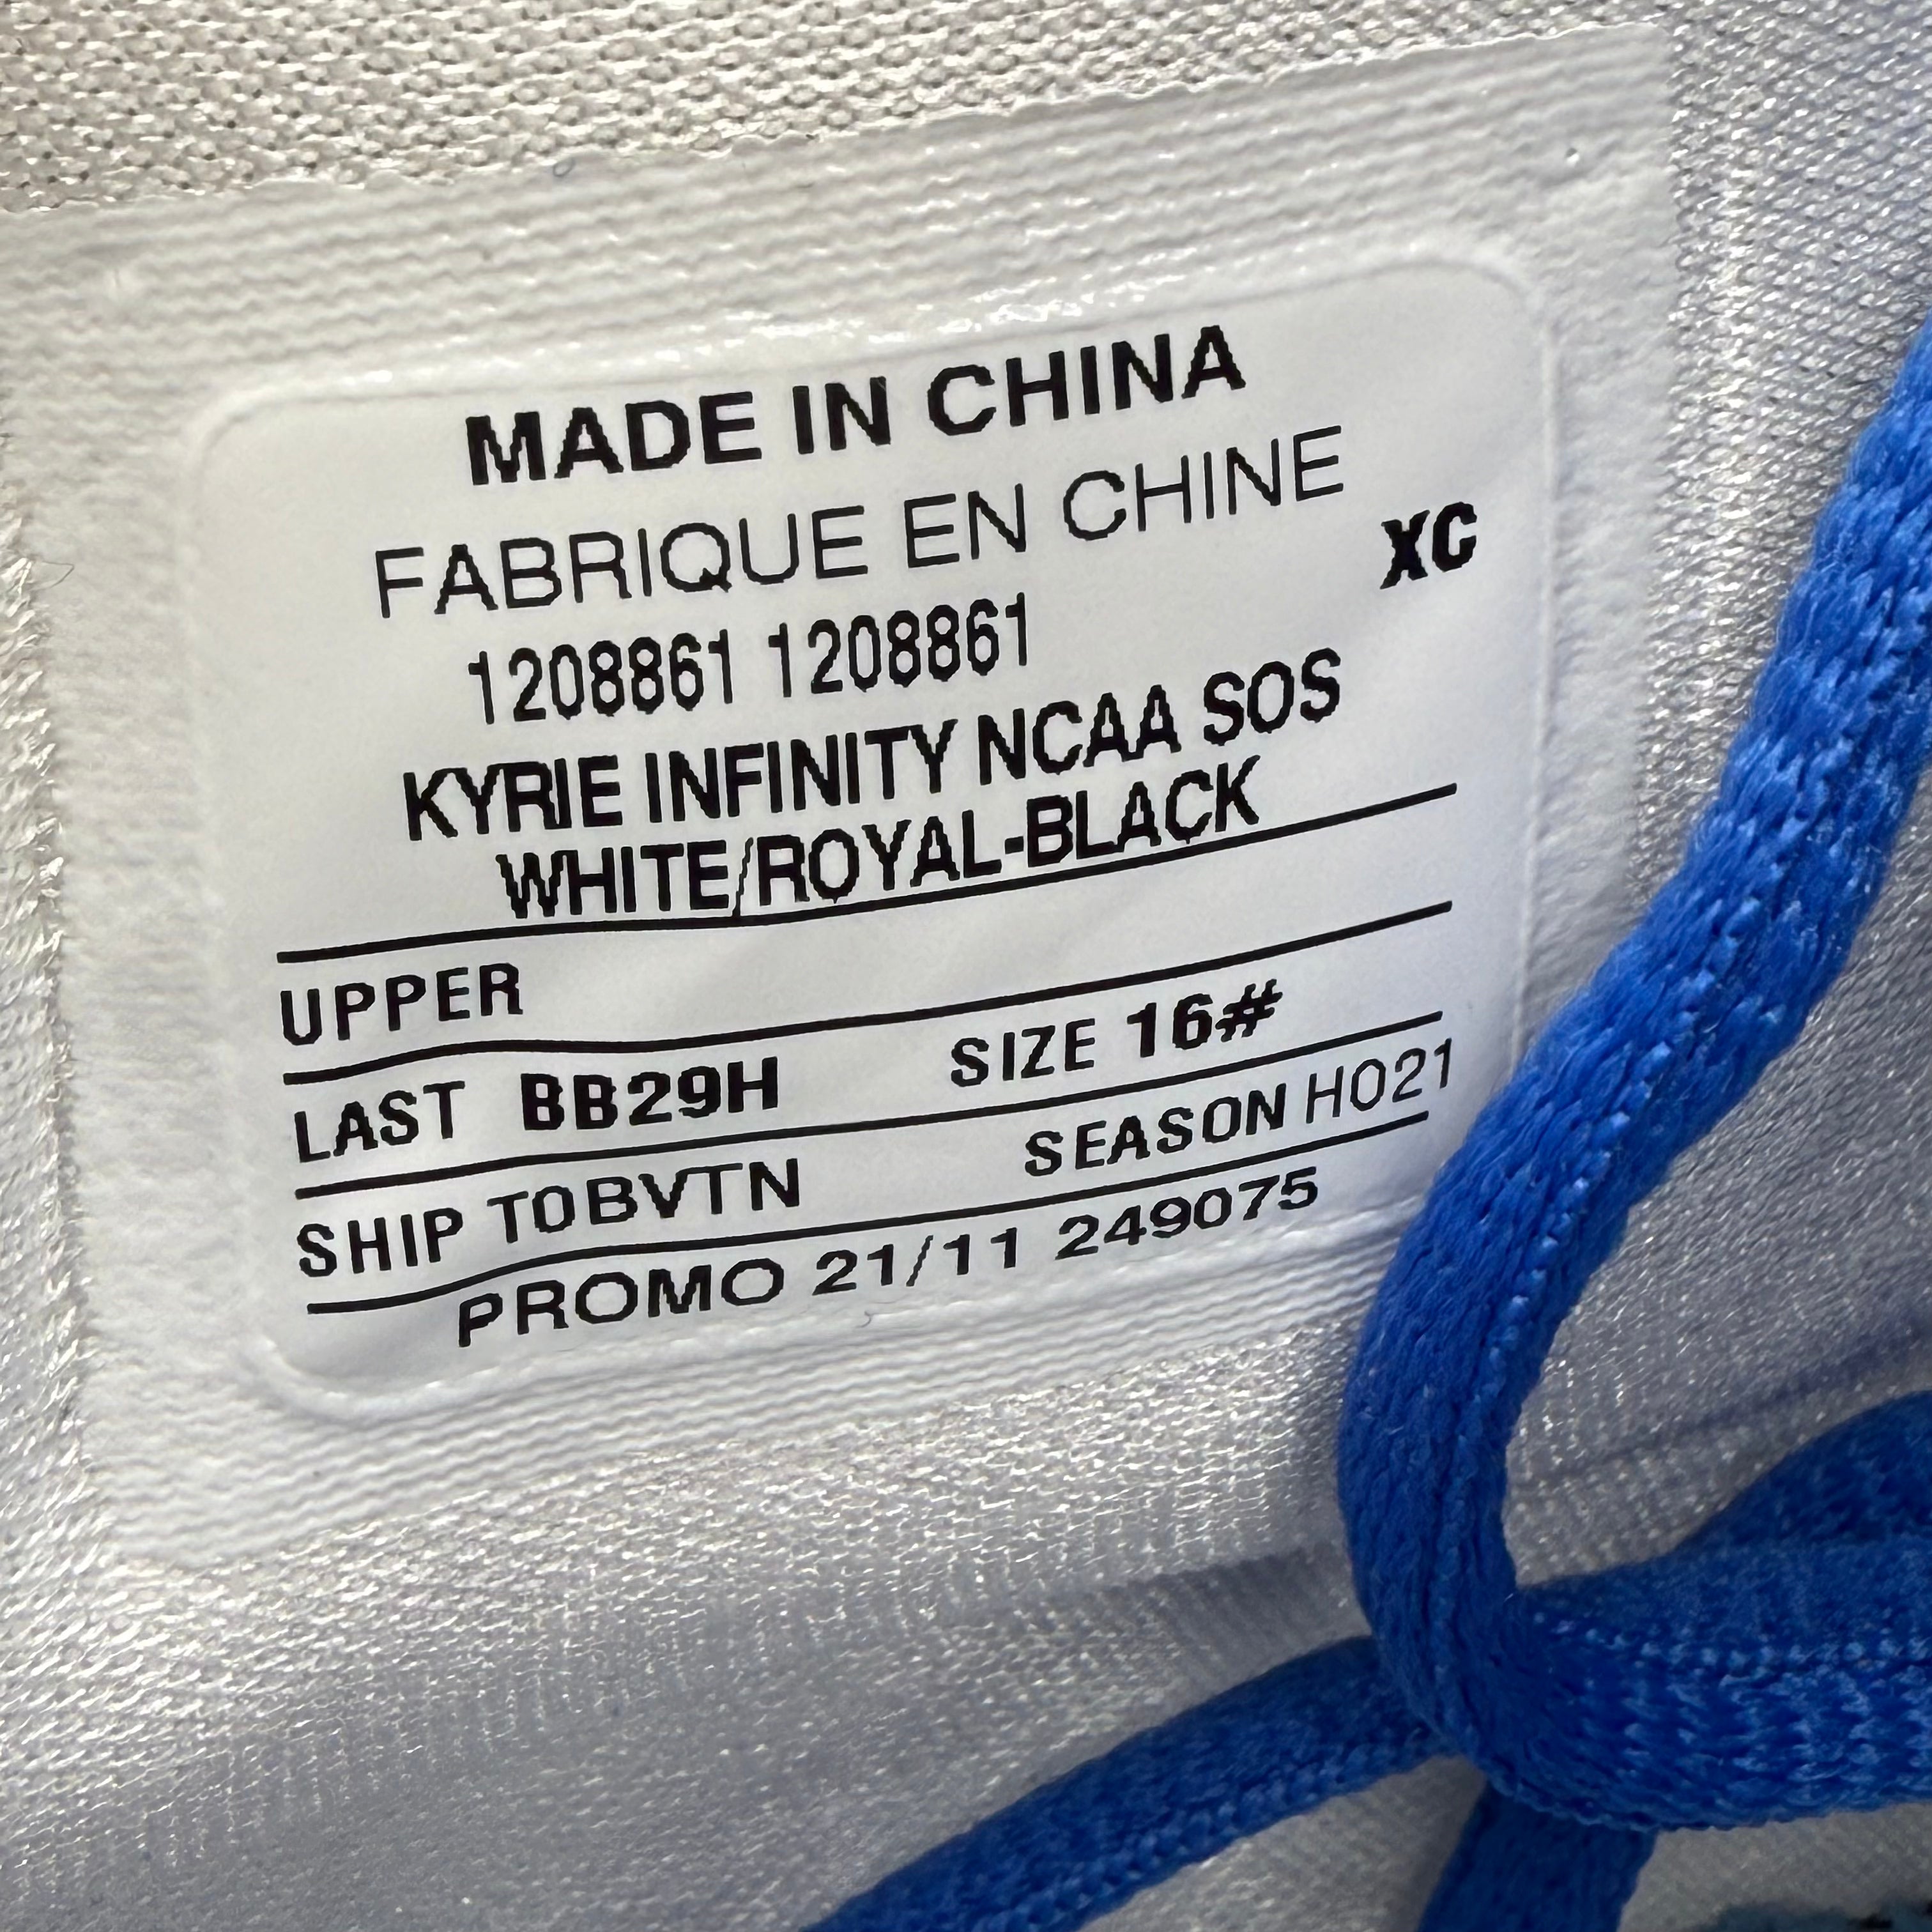 MADE IN CHINA
FABRIQUE EN CHINE
XC
1208861 1208861
KYRIE INFINITY NCAA SOS
WHITE/ROYAL-BLACK
UPPER
LAST BB29H SIZE 16#
SHIP TOBVTN SEASON HO21
PROMO 21/11 249075